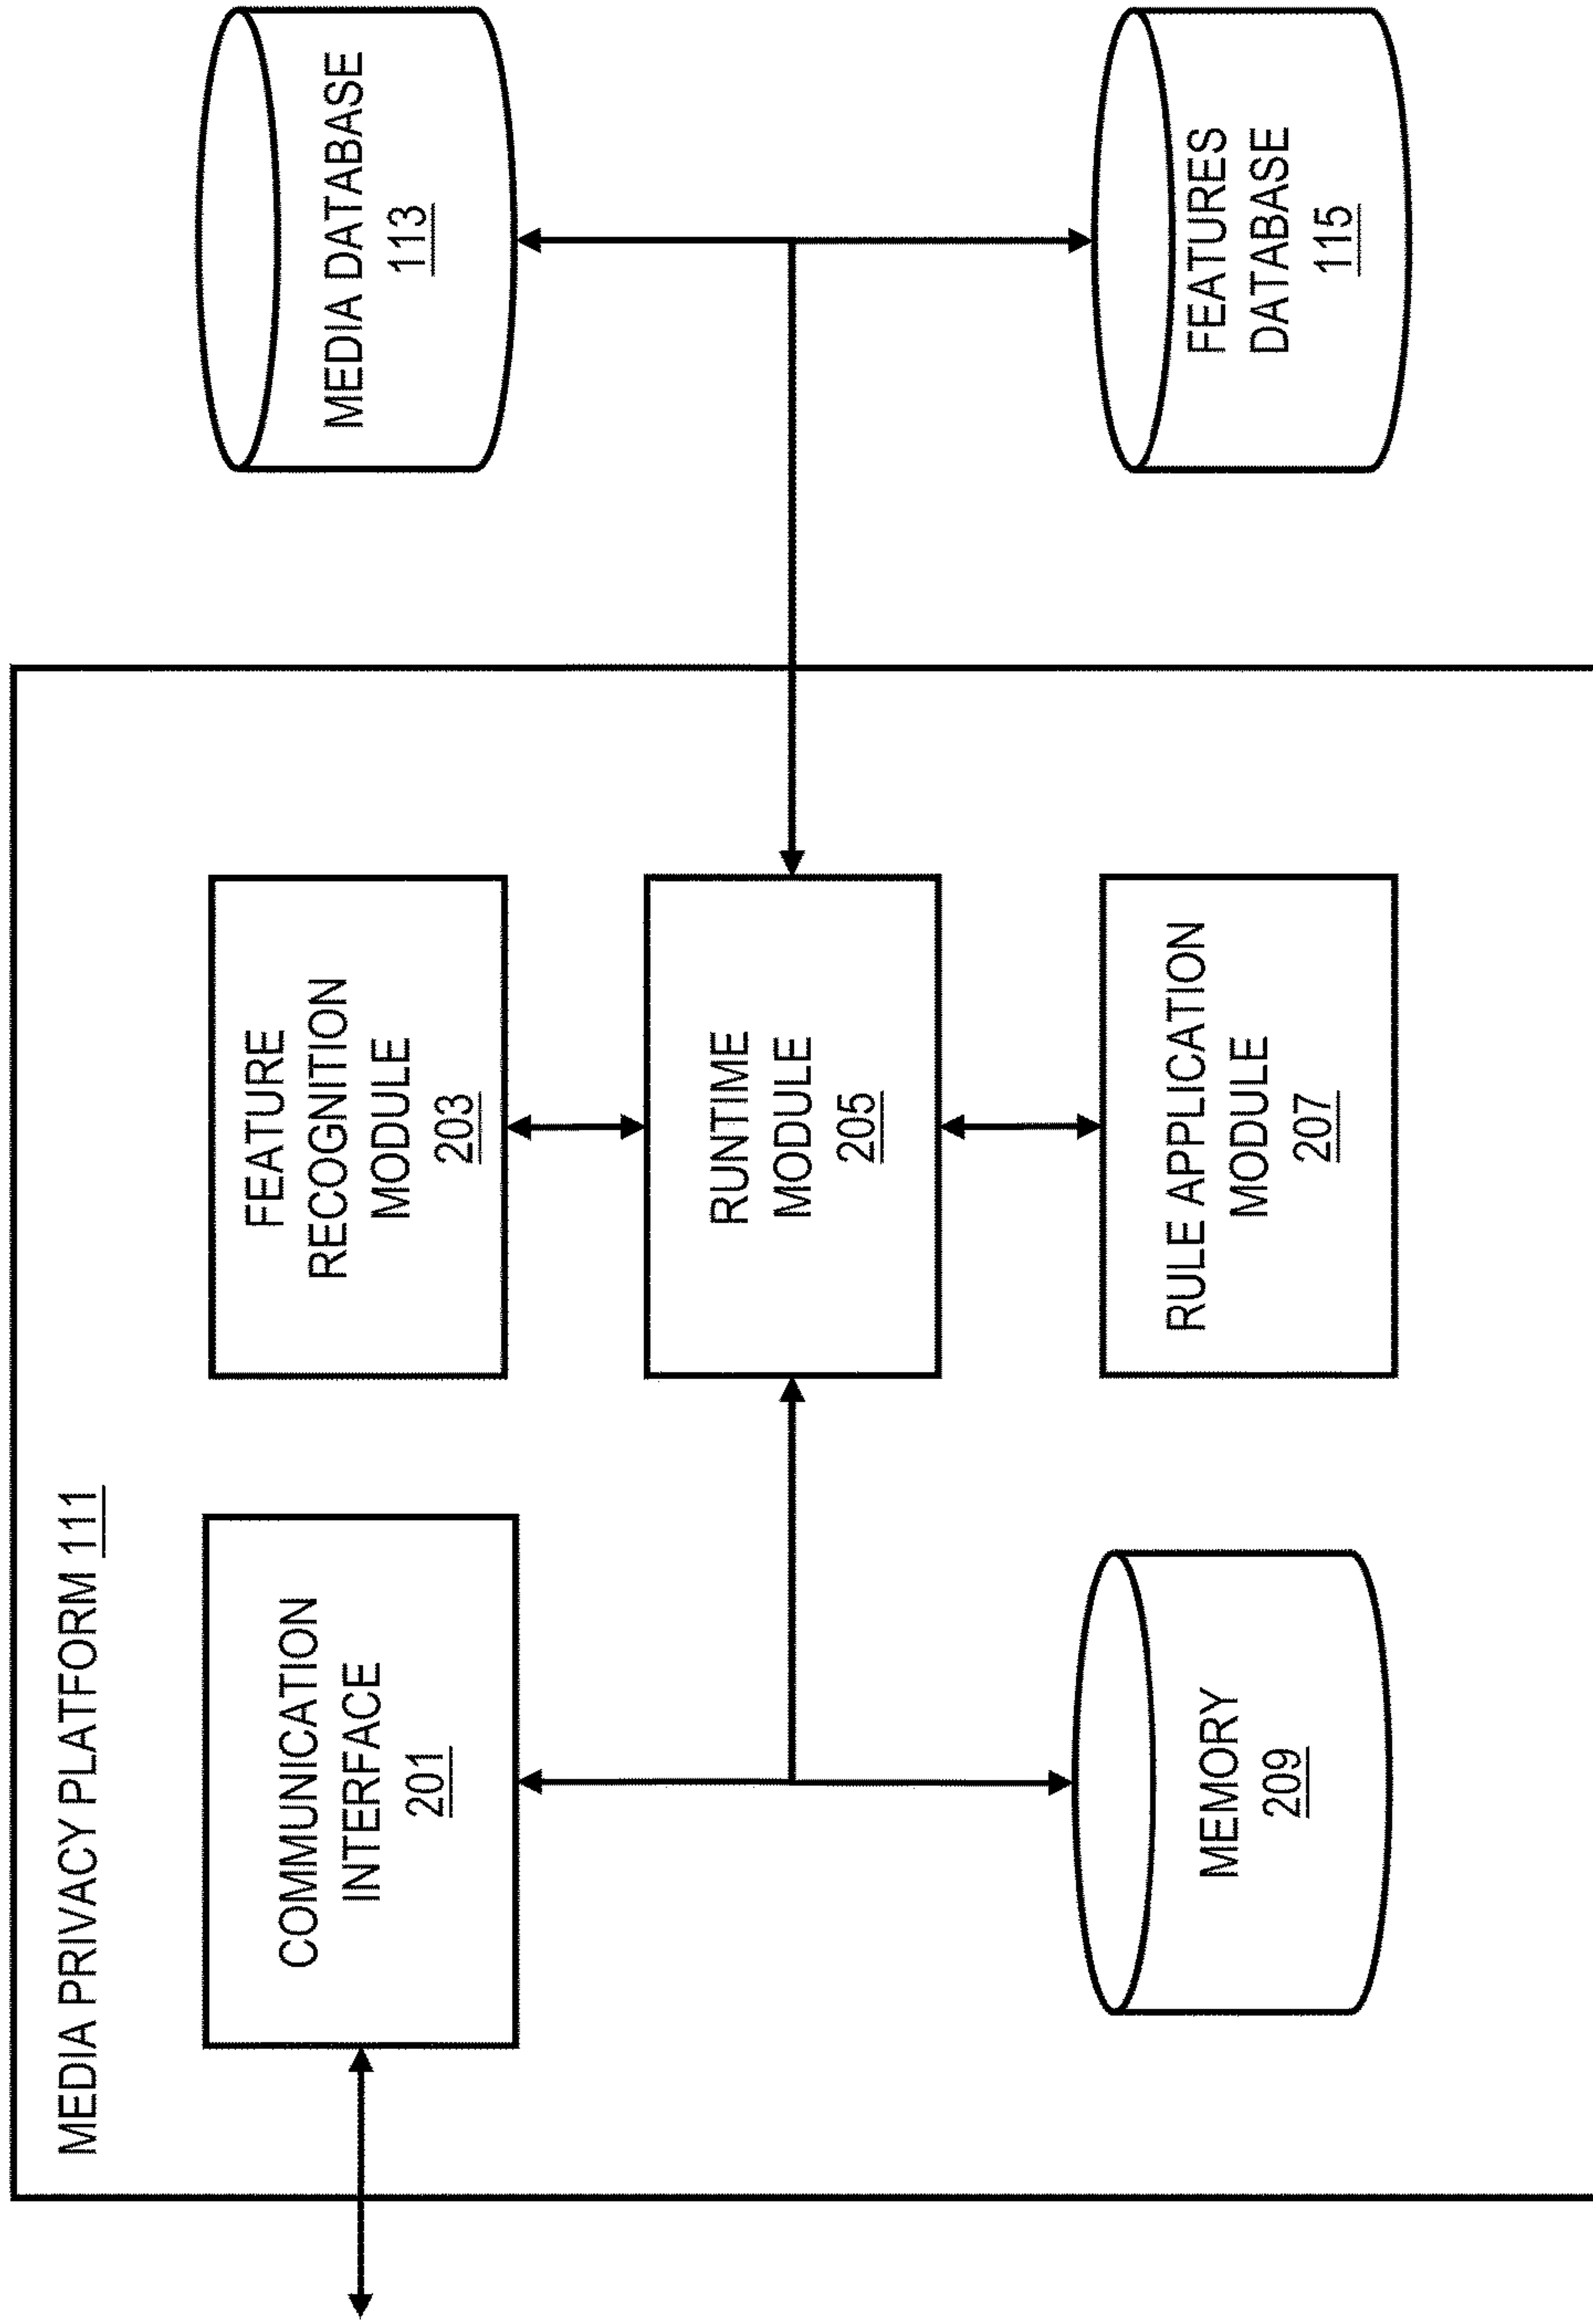 MEDIA PRIVACY PLATFORM 111
COMMUNICATION
INTERFACE
201
FEATURE
RECOGNITION
MODULE
203
MEDIA DATABASE
113
RUNTIME
MODULE
205
MEMORY
209
RULE APPLICATION
MODULE
207
FEATURES
DATABASE
115